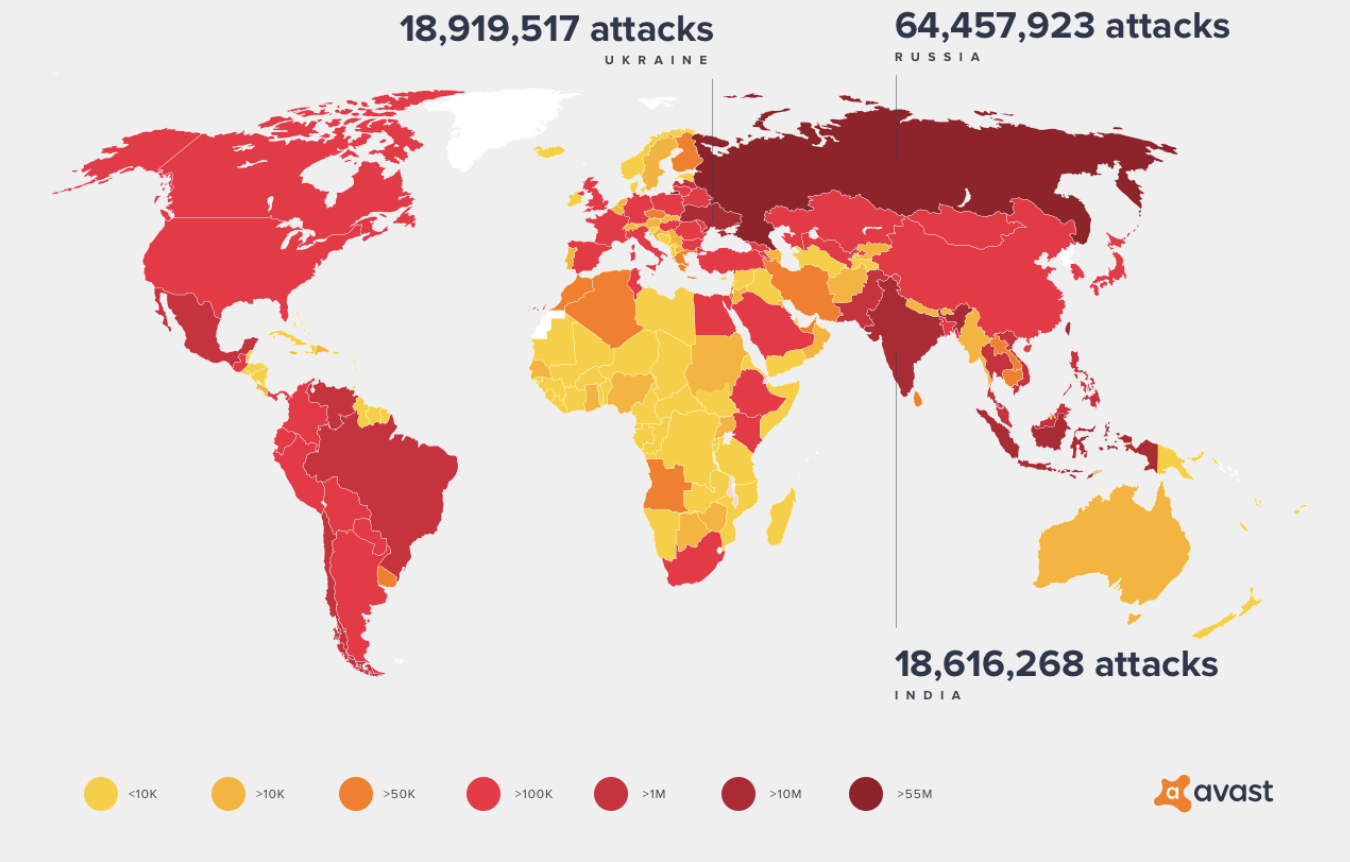 18,919,517 attacks
UKRAINE
64,457,923 attacks
RUSSIA
18,616,268 attacks
INDIA
<10K
>10K
>50K
>100K
>1M
>10M
>55M
a avast